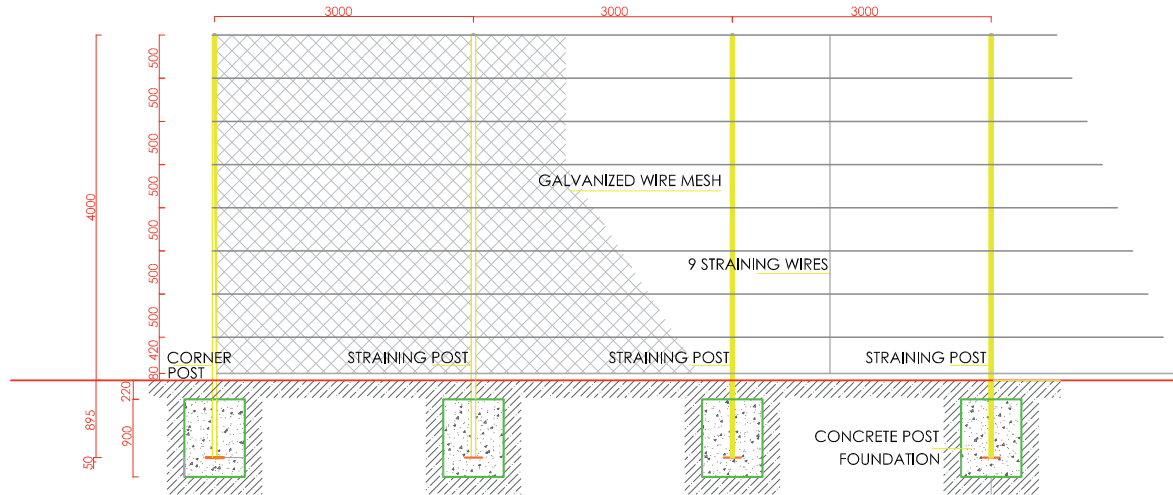 3000
3000
3000
500
500
500
500
500
500
500
420
80
4000
895
50
220
900
GALVANIZED WIRE MESH
9 STRAINING WIRES
CORNER
POST
STRAINING POST
STRAINING POST
STRAINING POST
CONCRETE POST
FOUNDATION